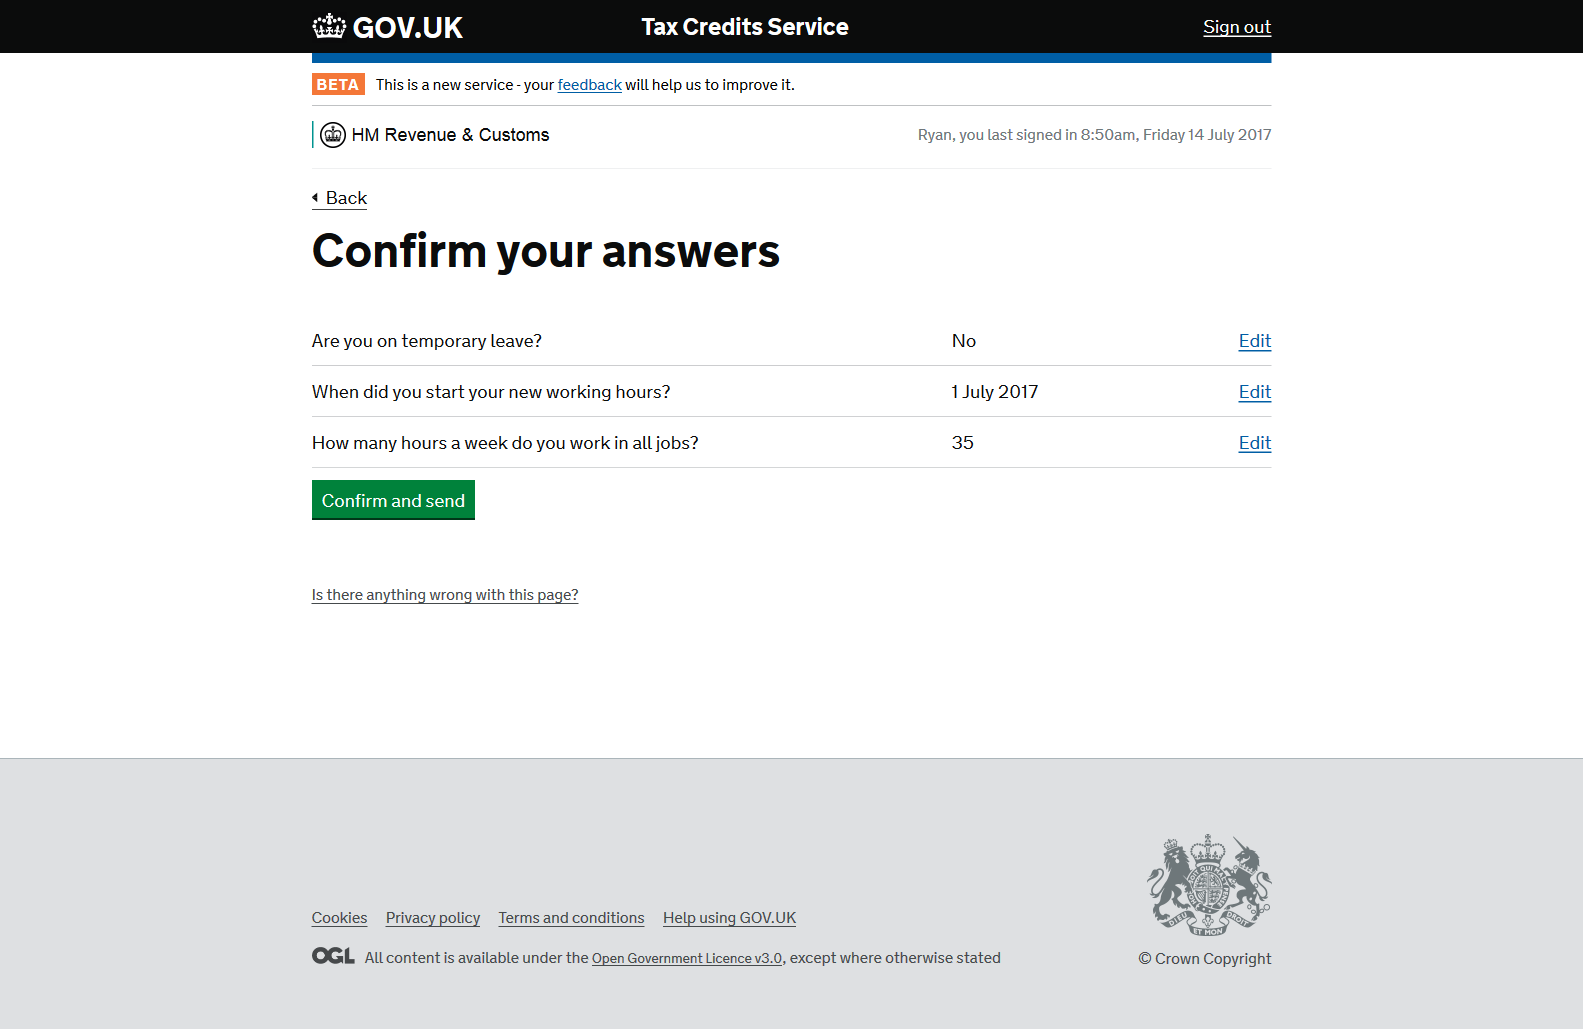 GOV.UK Tax Credits Service Sign out
BETA This is a new service - your feedback will help us to improve it.
HM Revenue & Customs Ryan, you last signed in 8:50am, Friday 14 July 2017
Back
Confirm your answers
Are you on temporary leave? No Edit
When did you start your new working hours? 1 July 2017 Edit
How many hours a week do you work in all jobs? 35 Edit
Confirm and send
Is there anything wrong with this page?
DIEU ET MON DROIT
Cookies Privacy policy Terms and conditions Help using GOV.UK
OGL All content is available under the Open Government Licence v3.0, except where otherwise stated
© Crown Copyright